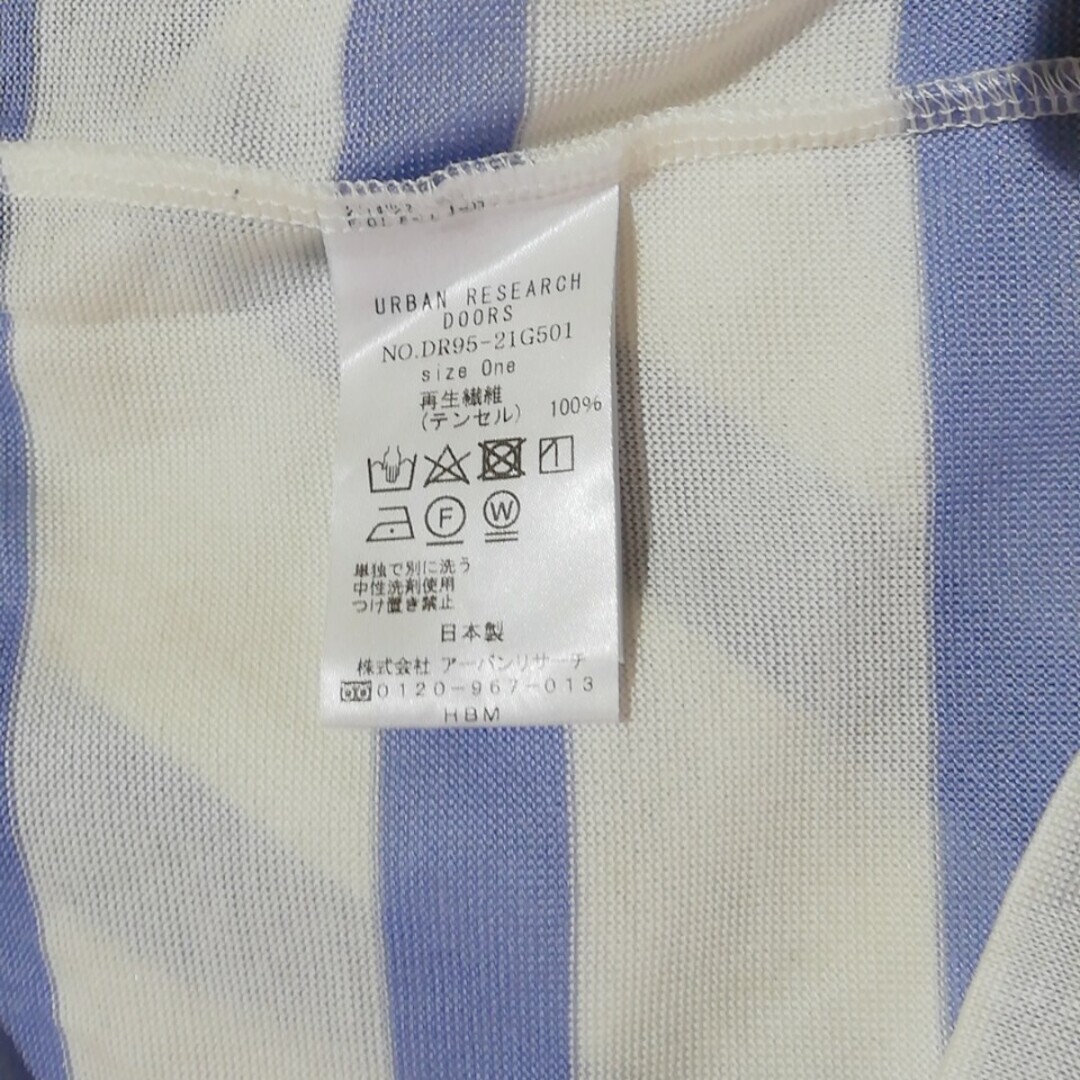 URBAN RESEARCH
DOORS
NO.DR95-21G501
size One
再生繊維
(テンセル) 100%
F
W
単独で別に洗う
中性洗剤使用
つけ置き禁止
日本製
株式会社 アーバンリサーチ
0120-967-013
HBM